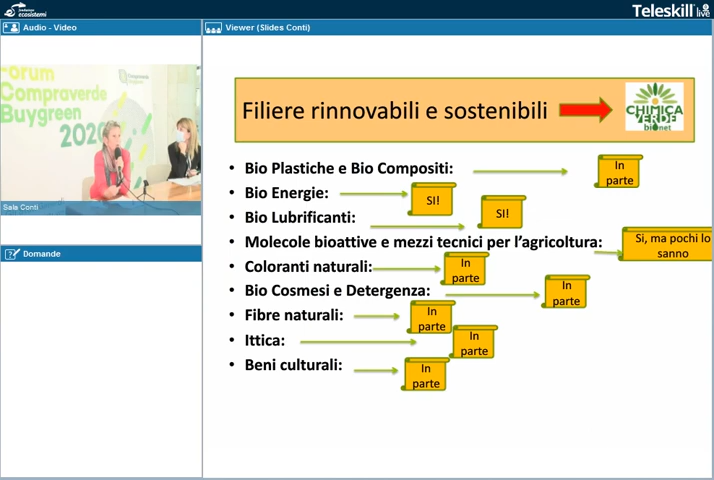 fondazione
ecosistemi
Teleskill live
Audio - Video
Viewer (Slides Conti)
Forum
Compraverde
Buygreen
2020
Sala Conti
Domande
Filiere rinnovabili e sostenibili
CHIMICA
VERDE
bionet
• Bio Plastiche e Bio Compositi:
In
parte
• Bio Energie:
SI!
• Bio Lubrificanti:
SI!
• Molecole bioattive e mezzi tecnici per l'agricoltura:
Si, ma pochi lo
sanno
• Coloranti naturali:
In
parte
• Bio Cosmesi e Detergenza:
In
parte
• Fibre naturali:
In
parte
• Ittica:
In
parte
• Beni culturali:
In
parte